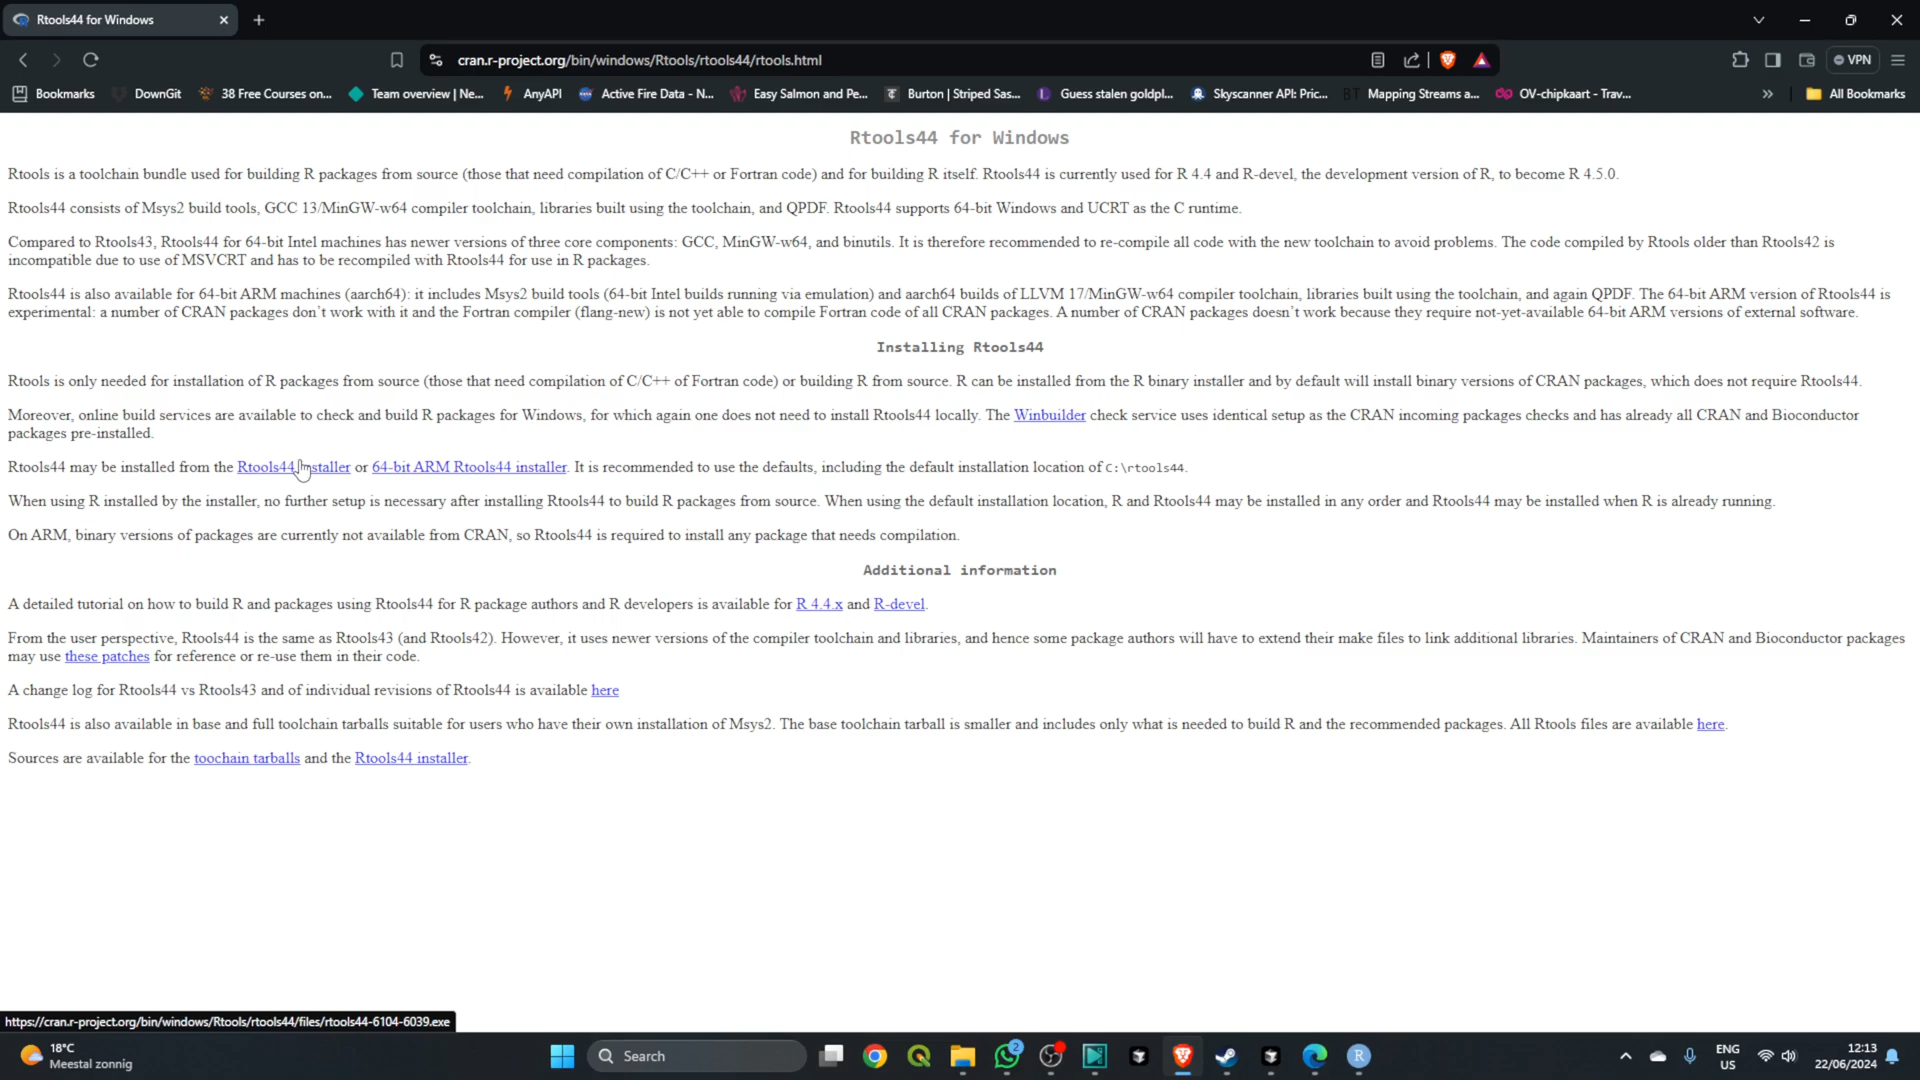 Rtools44 for Windows
cran.r-project.org/bin/windows/Rtools/rtools44/rtools.html
VPN
Bookmarks
DownGit
38 Free Courses on...
Team overview | Ne...
AnyAPI
Active Fire Data - N...
Easy Salmon and Pe...
Burton | Striped Sas...
Guess stalen goldpl...
Skyscanner API: Pric...
BT Mapping Streams a...
OV-chipkaart - Trav...
All Bookmarks
Rtools44 for Windows
Rtools is a toolchain bundle used for building R packages from source (those that need compilation of C/C++ or Fortran code) and for building R itself. Rtools44 is currently used for R 4.4 and R-devel, the development version of R, to become R 4.5.0.
Rtools44 consists of Msys2 build tools, GCC 13/MinGW-w64 compiler toolchain, libraries built using the toolchain, and QPDF. Rtools44 supports 64-bit Windows and UCRT as the C runtime.
Compared to Rtools43, Rtools44 for 64-bit Intel machines has newer versions of three core components: GCC, MinGW-w64, and binutils. It is therefore recommended to re-compile all code with the new toolchain to avoid problems. The code compiled by Rtools older than Rtools42 is
incompatible due to use of MSVCRT and has to be recompiled with Rtools44 for use in R packages.
Rtools44 is also available for 64-bit ARM machines (aarch64): it includes Msys2 build tools (64-bit Intel builds running via emulation) and aarch64 builds of LLVM 17/MinGW-w64 compiler toolchain, libraries built using the toolchain, and again QPDF. The 64-bit ARM version of Rtools44 is
experimental: a number of CRAN packages don't work with it and the Fortran compiler (flang-new) is not yet able to compile Fortran code of all CRAN packages. A number of CRAN packages doesn't work because they require not-yet-available 64-bit ARM versions of external software.
Installing Rtools44
Rtools is only needed for installation of R packages from source (those that need compilation of C/C++ of Fortran code) or building R from source. R can be installed from the R binary installer and by default will install binary versions of CRAN packages, which does not require Rtools44.
Moreover, online build services are available to check and build R packages for Windows, for which again one does not need to install Rtools44 locally. The Winbuilder check service uses identical setup as the CRAN incoming packages checks and has already all CRAN and Bioconductor
packages pre-installed.
Rtools44 may be installed from the Rtools44 installer or 64-bit ARM Rtools44 installer. It is recommended to use the defaults, including the default installation location of C:\rtools44.
When using R installed by the installer, no further setup is necessary after installing Rtools44 to build R packages from source. When using the default installation location, R and Rtools44 may be installed in any order and Rtools44 may be installed when R is already running.
On ARM, binary versions of packages are currently not available from CRAN, so Rtools44 is required to install any package that needs compilation.
Additional information
A detailed tutorial on how to build R and packages using Rtools44 for R package authors and R developers is available for R 4.4.x and R-devel.
From the user perspective, Rtools44 is the same as Rtools43 (and Rtools42). However, it uses newer versions of the compiler toolchain and libraries, and hence some package authors will have to extend their make files to link additional libraries. Maintainers of CRAN and Bioconductor packages
may use these patches for reference or re-use them in their code.
A change log for Rtools44 vs Rtools43 and of individual revisions of Rtools44 is available here
Rtools44 is also available in base and full toolchain tarballs suitable for users who have their own installation of Msys2. The base toolchain tarball is smaller and includes only what is needed to build R and the recommended packages. All Rtools files are available here.
Sources are available for the toochain tarballs and the Rtools44 installer.
https://cran.r-project.org/bin/windows/Rtools/rtools44/files/rtools44-6104-6039.exe
18°C
Meestal zonnig
Search
2
R
ENG
US
12:13
22/06/2024